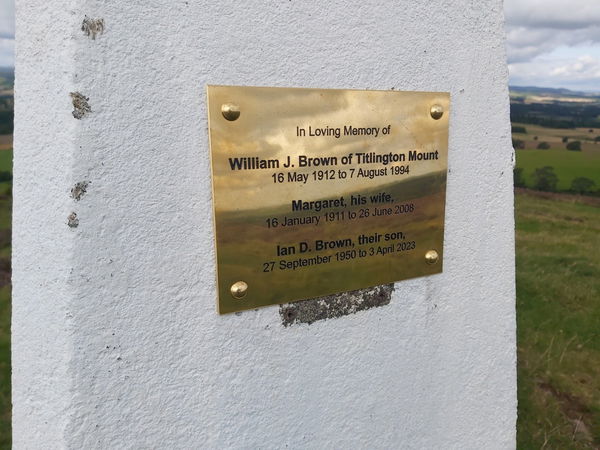 In Loving Memory of
William J. Brown of Titlington Mount
16 May 1912 to 7 August 1994
Margaret, his wife,
16 January 1911 to 26 June 2008
Ian D. Brown, their son,
27 September 1950 to 3 April 2023